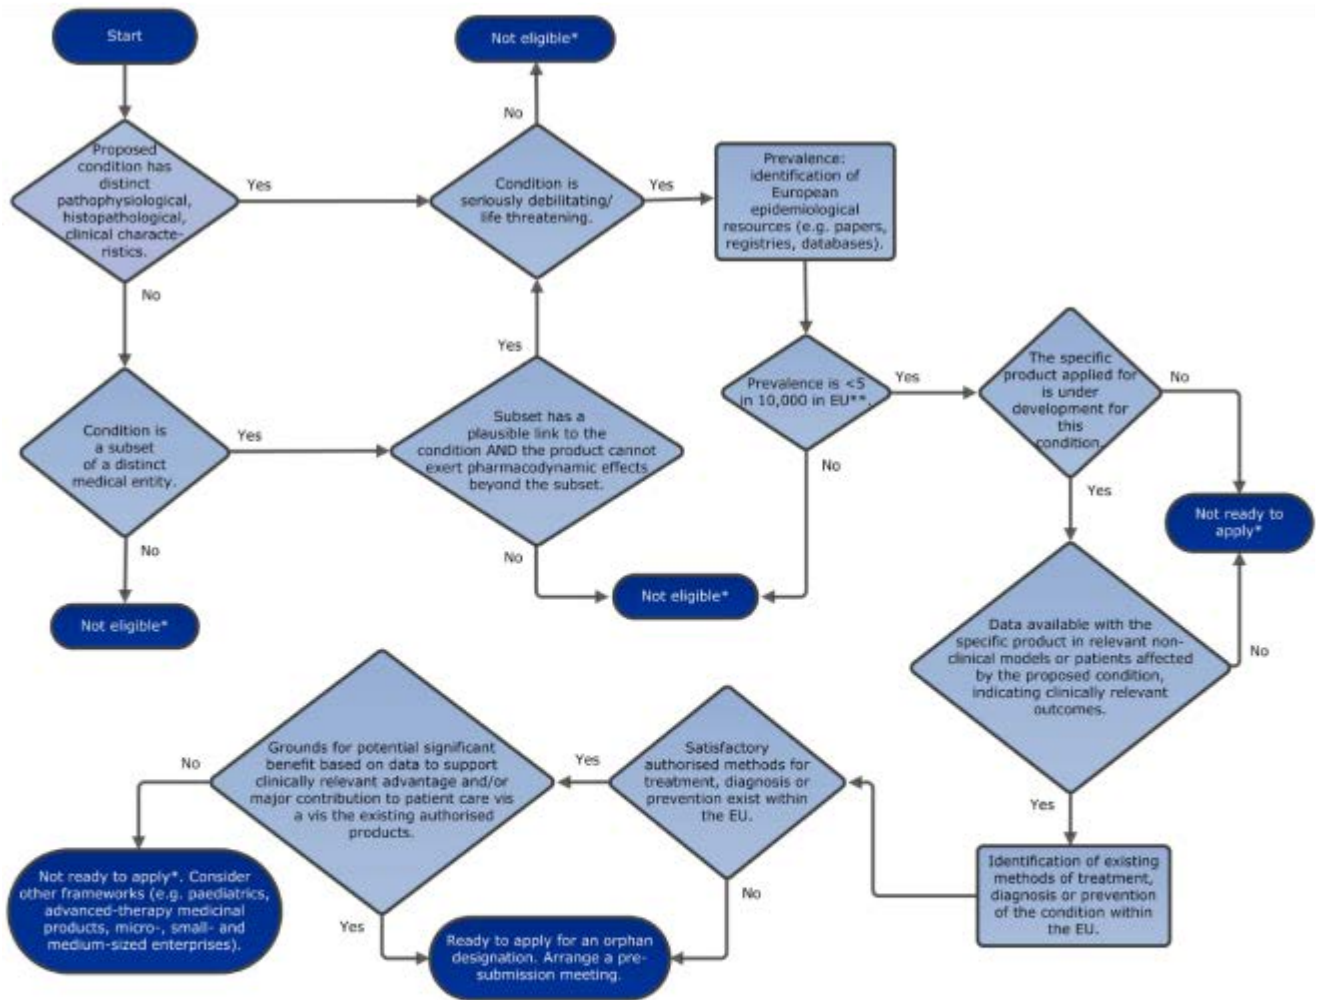 Start
Not eligible*
No
Proposed
condition has
distinct
pathophysiological,
histopathological,
clinical characte-
ristics.
Yes
Condition is
seriously debilitating/
life threatening.
Yes
Prevalence:
identification of
European
epidemiological
resources (e.g. papers,
registries, databases).
No
Yes
Condition is
a subset
of a distinct
medical entity.
Yes
Subset has a
plausible link to the
condition AND the product cannot
exert pharmacodynamic effects
beyond the subset.
Prevalence is <5
in 10,000 in EU**.
Yes
The specific
product applied for
is under
development for
this
condition.
No
No
Not eligible*
No
Not eligible*
No
Yes
Not ready to
apply*
Data available with the
specific product in relevant non-
clinical models or patients affected
by the proposed condition,
indicating clinically relevant
outcomes.
No
Yes
Identification of existing
methods of treatment,
diagnosis or prevention
of the condition within
the EU.
Satisfactory
authorised methods for
treatment, diagnosis or
prevention exist within
the EU.
Yes
No
Grounds for potential significant
benefit based on data to support
clinically relevant advantage and/or
major contribution to patient care vis
a vis the existing authorised
products.
No
Yes
Not ready to apply*. Consider
other frameworks (e.g. paediatrics,
advanced-therapy medicinal
products, micro-, small- and
medium-sized enterprises).
Ready to apply for an orphan
designation. Arrange a pre-
submission meeting.